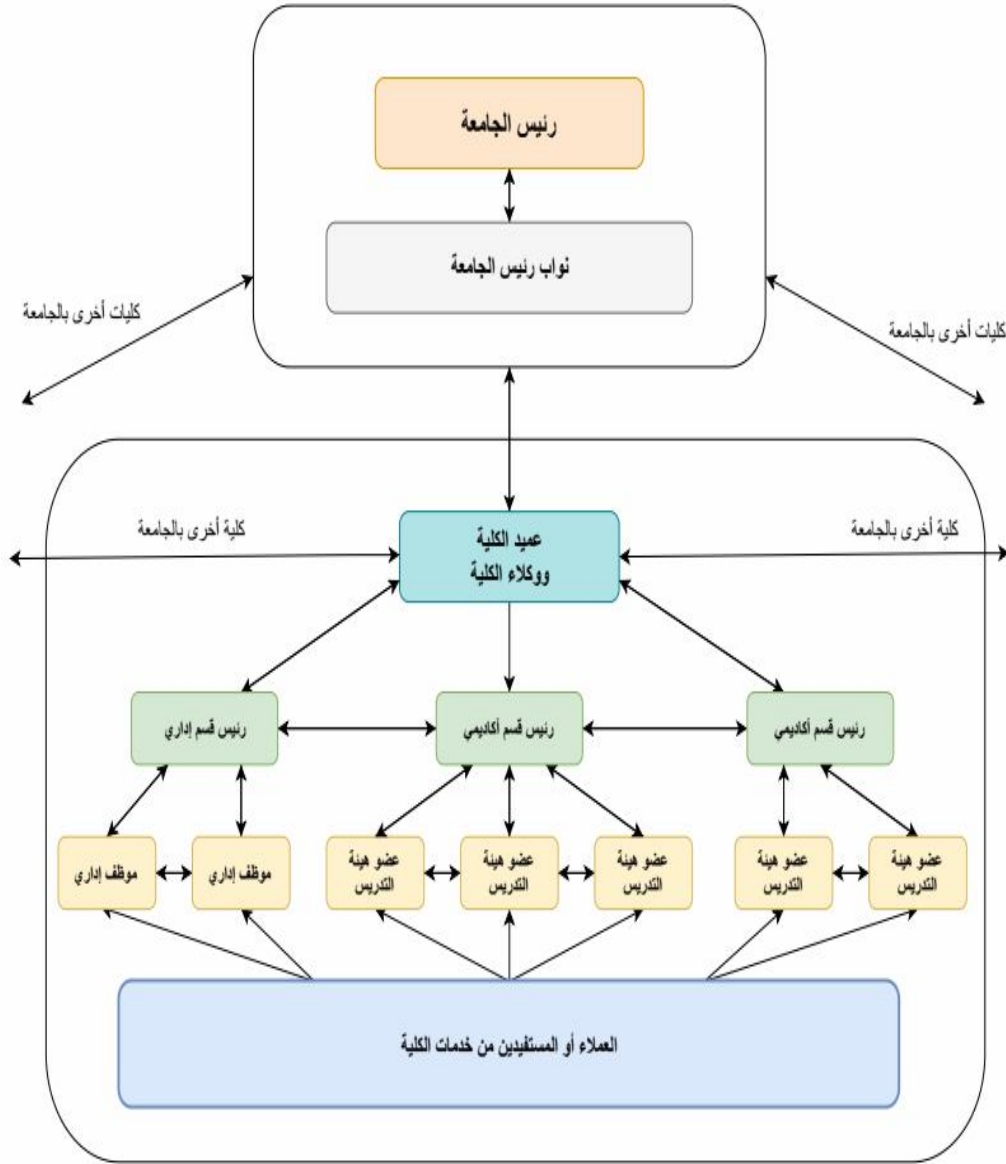 رئيس الجامعة
نواب رئيس الجامعة
كليات أخرى بالجامعة
كليات أخرى بالجامعة
كلية أخرى بالجامعة
عميد الكلية
ووكلاء الكلية
كلية أخرى بالجامعة
رئيس قسم أكاديمي
رئيس قسم أكاديمي
رئيس قسم إداري
عضو هيئة
التدريس
عضو هيئة
التدريس
عضو هيئة
التدريس
عضو هيئة
التدريس
عضو هيئة
التدريس
موظف إداري
موظف إداري
العملاء أو المستفيدين من خدمات الكلية